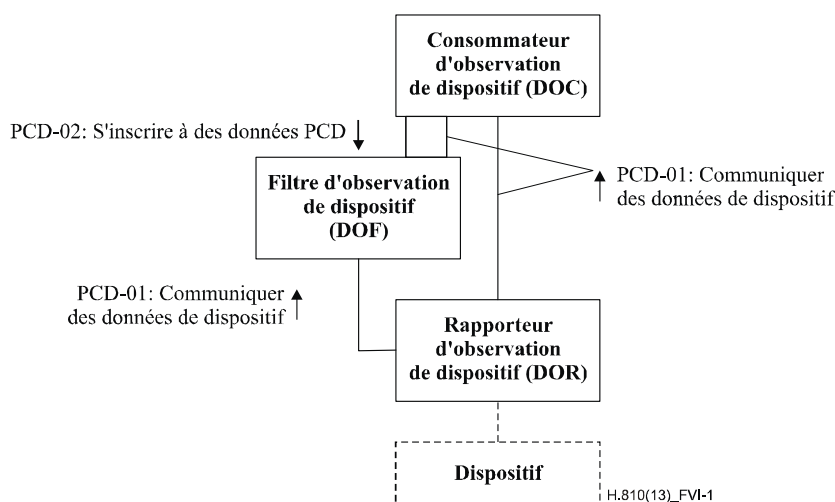 Consommateur
d'observation
de dispositif (DOC)
PCD-02: S'inscrire à des données PCD
Filtre d'observation
de dispositif
(DOF)
PCD-01: Communiquer
des données de dispositif
PCD-01: Communiquer
des données de dispositif
Rapporteur
d'observation
de dispositif (DOR)
Dispositif
H.810(13)_FVI-1